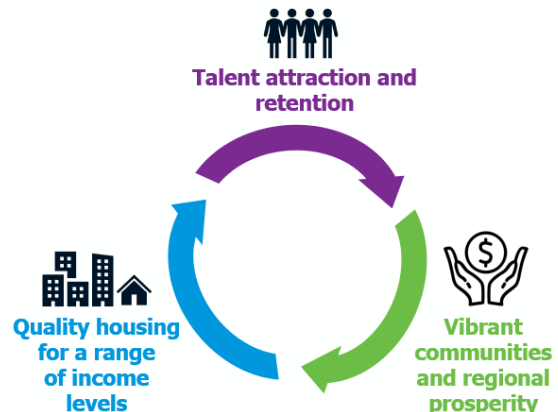 Talent attraction and
retention
$
Quality housing
for a range
of income
levels
Vibrant
communities
and regional
prosperity